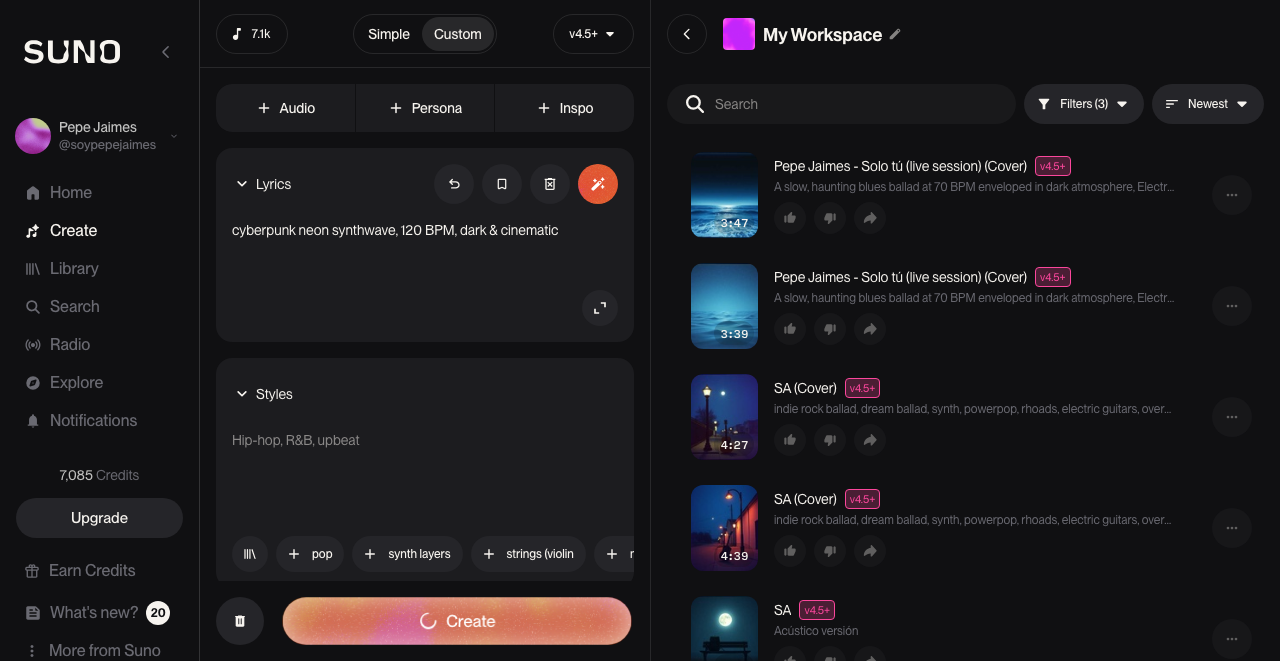 SUNO
Pepe Jaimes
@soypepejaimes
Home
Create
Library
Search
Radio
Explore
Notifications
7,085 Credits
Upgrade
Earn Credits
What's new? 20
More from Suno
7.1k
Simple Custom
v4.5+
+ Audio
+ Persona
+ Inspo
Lyrics
cyberpunk neon synthwave, 120 BPM, dark & cinematic
Styles
Hip-hop, R&B, upbeat
+ pop
+ synth layers
+ strings (violin
+
Create
My Workspace
Search
Filters (3)
Newest
Pepe Jaimes - Solo tú (live session) (Cover) v4.5+
A slow, haunting blues ballad at 70 BPM enveloped in dark atmosphere, Electr...
3:47
Pepe Jaimes - Solo tú (live session) (Cover) v4.5+
A slow, haunting blues ballad at 70 BPM enveloped in dark atmosphere, Electr...
3:39
SA (Cover) v4.5+
indie rock ballad, dream ballad, synth, powerpop, rhoads, electric guitars, over...
4:27
SA (Cover) v4.5+
indie rock ballad, dream ballad, synth, powerpop, rhoads, electric guitars, over...
4:39
SA v4.5+
Acústico versión